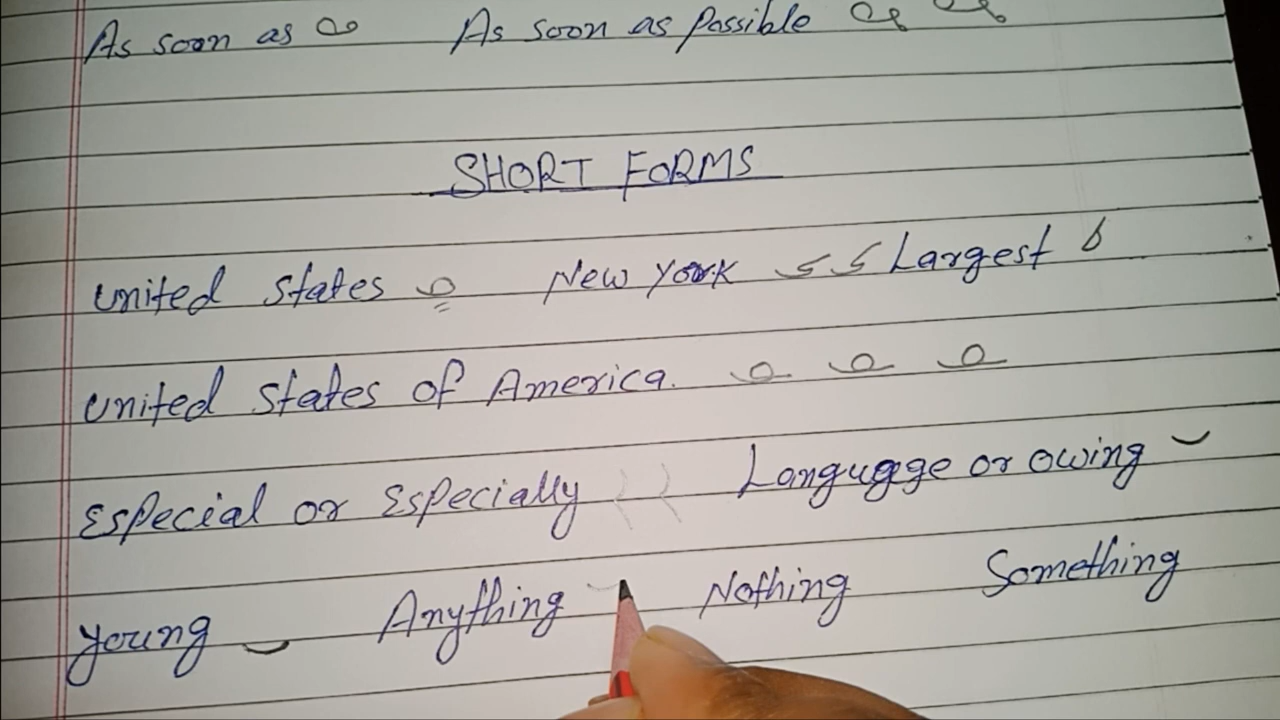 As soon as As soon as possible
SHORT FORMS
United States New York Largest
United States of America.
Especial or Especially Langugge or owing
Young Anything Nothing Something